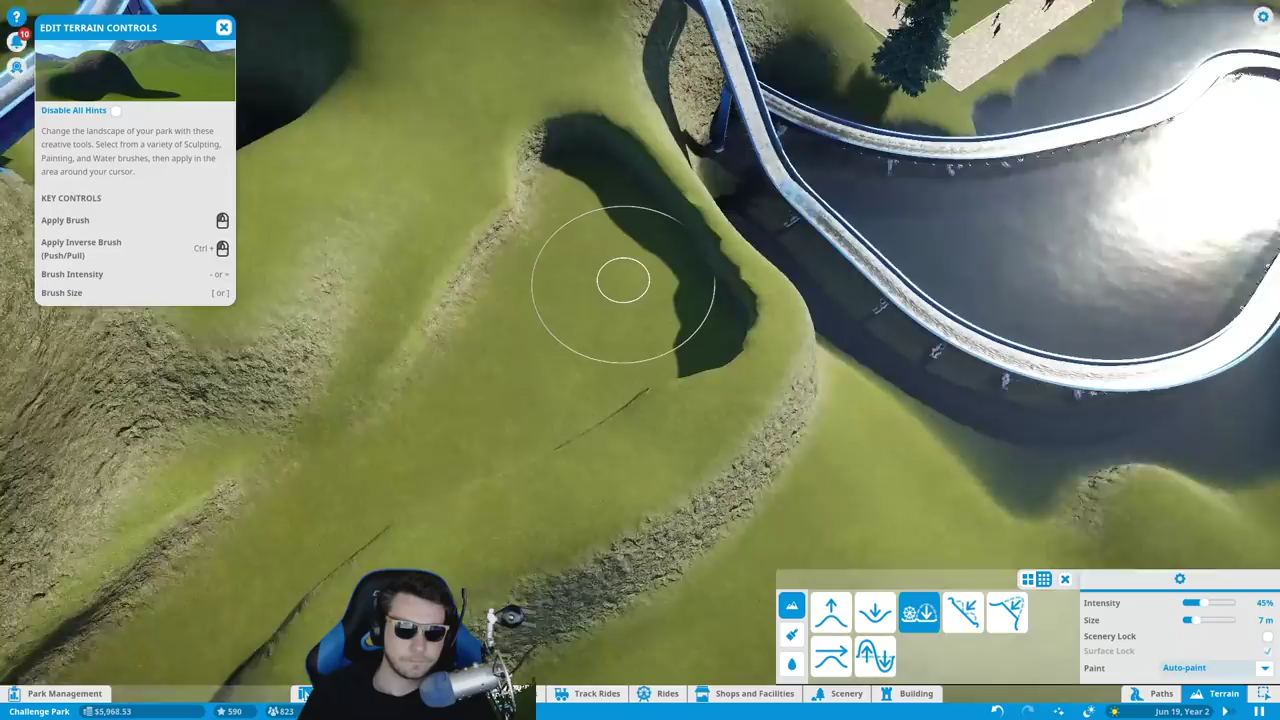 ?
10
EDIT TERRAIN CONTROLS
Disable All Hints
Change the landscape of your park with these
creative tools. Select from a variety of Sculpting,
Painting, and Water brushes, then apply in the
area around your cursor.
KEY CONTROLS
Apply Brush
Apply Inverse Brush
(Push/Pull)
Ctrl +
Brush Intensity
- or =
Brush Size
[ or ]
Intensity
45%
Size
7 m
Scenery Lock
Surface Lock
Paint
Auto-paint
Park Management
Track Rides
Rides
Shops and Facilities
Scenery
Building
Paths
Terrain
Challenge Park
$5,968.53
590
823
Jun 19, Year 2